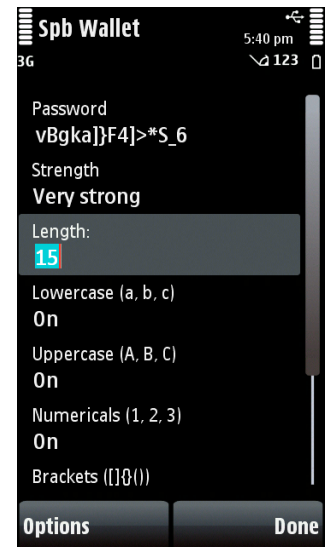 Spb Wallet
5:40 pm
3G
123
Password
vBgka]}F4]>*S_6
Strength
Very strong
Length:
15
Lowercase (a, b, c)
On
Uppercase (A, B, C)
On
Numericals (1, 2, 3)
On
Brackets ([]{}())
Options
Done